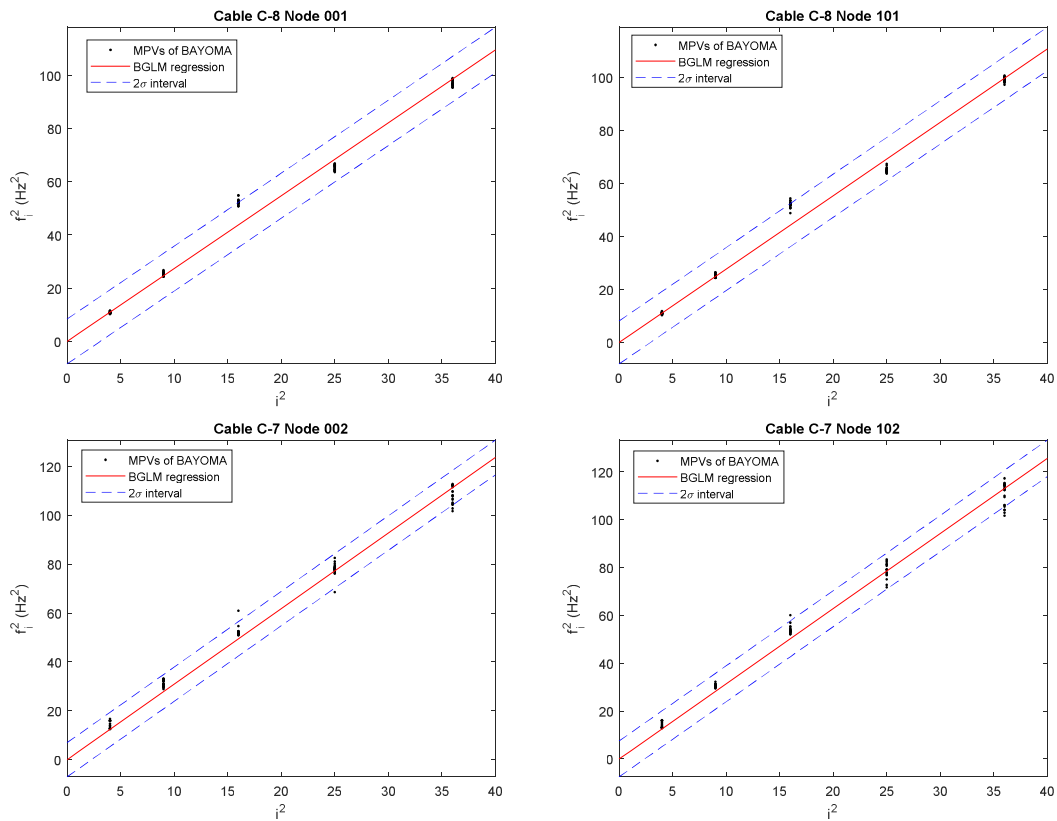 Cable C-8 Node 001
MPVs of BAYOMA
BGLM regression
2σ interval
f_i^2 (Hz^2)
100
80
60
40
20
0
0 5 10 15 20 25 30 35 40
i^2
Cable C-8 Node 101
MPVs of BAYOMA
BGLM regression
2σ interval
f_i^2 (Hz^2)
100
80
60
40
20
0
0 5 10 15 20 25 30 35 40
i^2
Cable C-7 Node 002
MPVs of BAYOMA
BGLM regression
2σ interval
f_i^2 (Hz^2)
120
100
80
60
40
20
0
0 5 10 15 20 25 30 35 40
i^2
Cable C-7 Node 102
MPVs of BAYOMA
BGLM regression
2σ interval
f_i^2 (Hz^2)
120
100
80
60
40
20
0
0 5 10 15 20 25 30 35 40
i^2